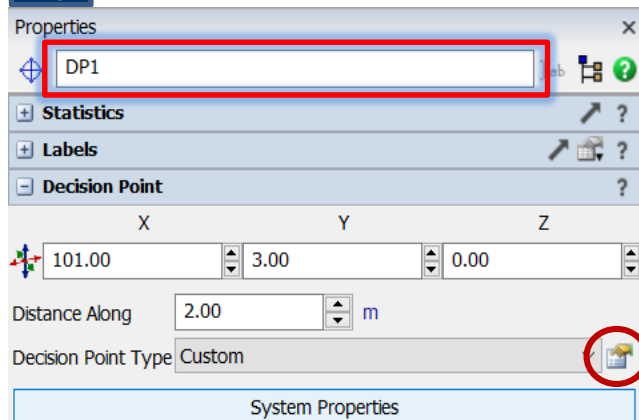 Properties
DP1
Statistics ?
Labels ?
Decision Point ?
X Y Z
101.00 3.00 0.00
Distance Along 2.00 m
Decision Point Type Custom
System Properties